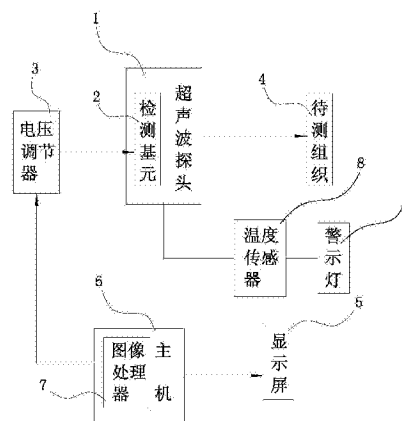 1
3
2
4
检测基元
超声波探头
电压节调器
待测组织
8
温度感传器
警示灯
6
5
图像处理器
主机
显示屏
7